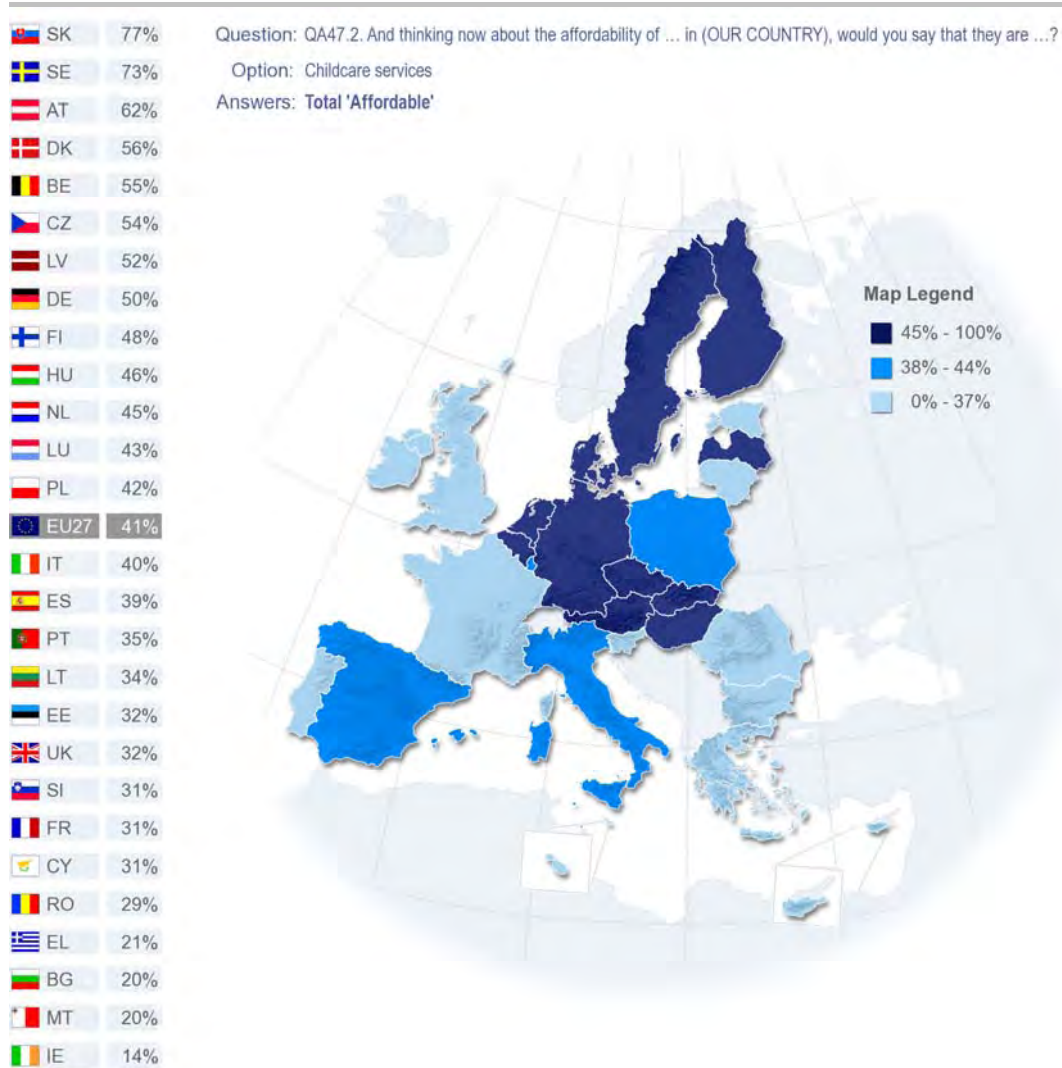 SK 77%
SE 73%
AT 62%
DK 56%
BE 55%
CZ 54%
LV 52%
DE 50%
FI 48%
HU 46%
NL 45%
LU 43%
PL 42%
EU27 41%
IT 40%
ES 39%
PT 35%
LT 34%
EE 32%
UK 32%
SI 31%
FR 31%
CY 31%
RO 29%
EL 21%
BG 20%
MT 20%
IE 14%
Question: QA47.2. And thinking now about the affordability of ... in (OUR COUNTRY), would you say that they are ...?
Option: Childcare services
Answers: Total 'Affordable'
Map Legend
45% - 100%
38% - 44%
0% - 37%